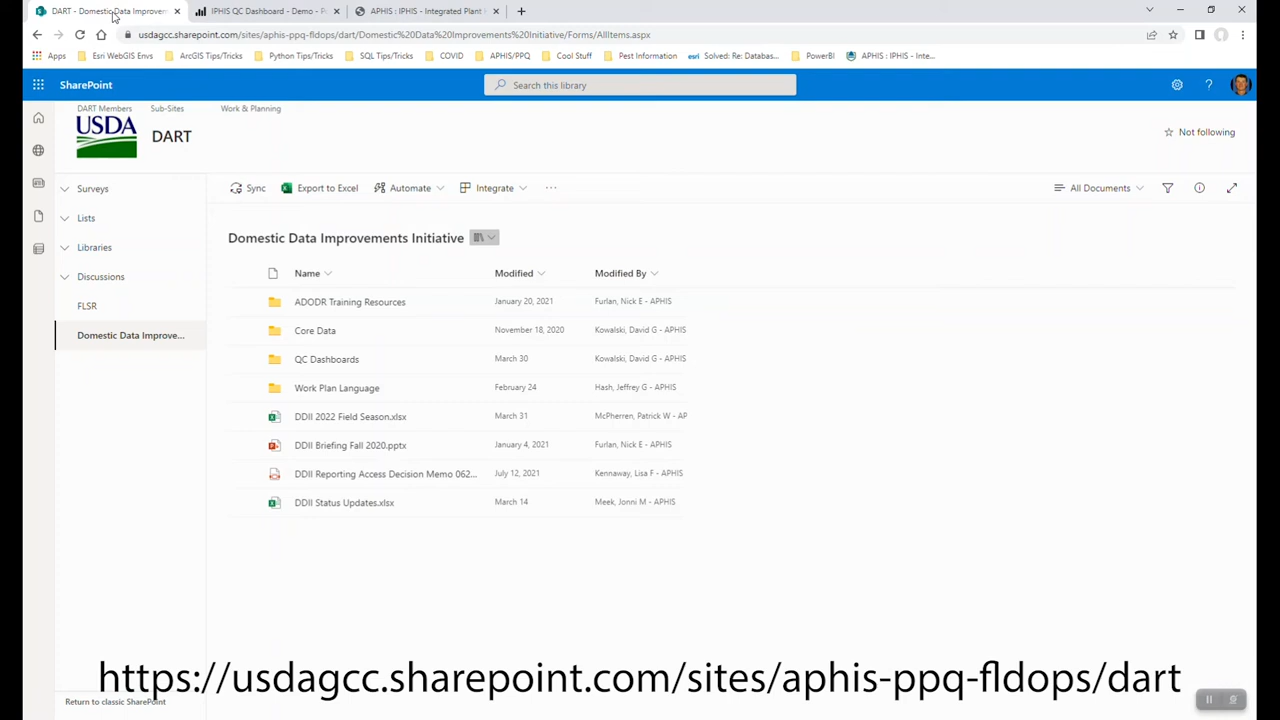 DART - Domestic Data Improvem
IPHIS QC Dashboard - Demo - P
APHIS : IPHIS - Integrated Plant H
usdagcc.sharepoint.com/sites/aphis-ppq-fldops/dart/Domestic%20Data%20Improvements%20Initiative/Forms/AllItems.aspx
Apps Esri WebGIS Envs ArcGIS Tips/Tricks Python Tips/Tricks SQL Tips/Tricks COVID APHIS/PPQ Cool Stuff Pest Information esri Solved: Re: Databas... PowerBI APHIS : IPHIS - Inte...
SharePoint
Search this library
DART Members Sub-Sites Work & Planning
USDA
DART
Not following
Surveys
Lists
Libraries
Discussions
FLSR
Domestic Data Improve...
Sync Export to Excel Automate Integrate ...
All Documents
Domestic Data Improvements Initiative
Name Modified Modified By
ADODR Training Resources January 20, 2021 Furlan, Nick E - APHIS
Core Data November 18, 2020 Kowalski, David G - APHIS
QC Dashboards March 30 Kowalski, David G - APHIS
Work Plan Language February 24 Hash, Jeffrey G - APHIS
DDII 2022 Field Season.xlsx March 31 McPherren, Patrick W - AP
DDII Briefing Fall 2020.pptx January 4, 2021 Furlan, Nick E - APHIS
DDII Reporting Access Decision Memo 062... July 12, 2021 Kennaway, Lisa F - APHIS
DDII Status Updates.xlsx March 14 Meek, Jonni M - APHIS
https://usdagcc.sharepoint.com/sites/aphis-ppq-fldops/dart
Return to classic SharePoint